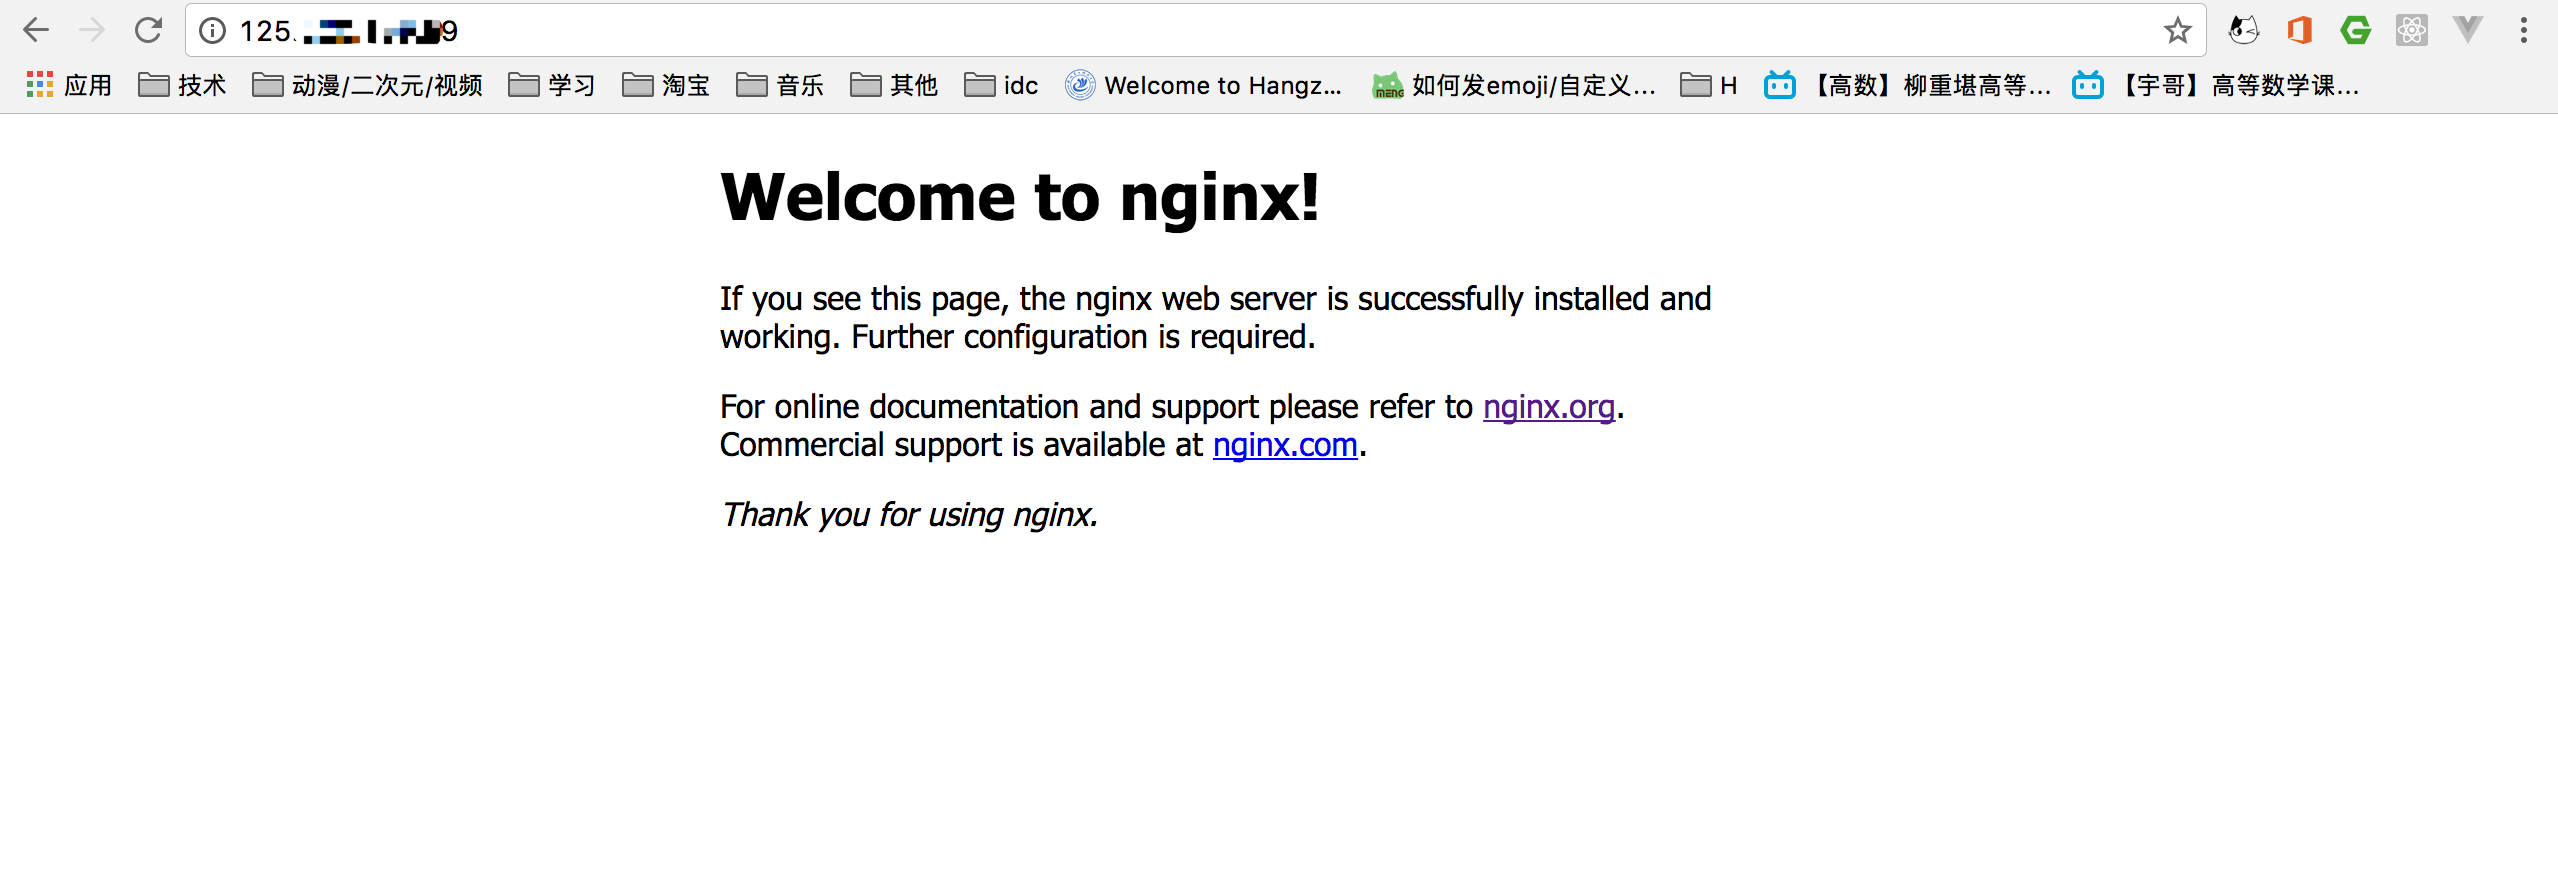 125.
9
应用 技术 动漫/二次元/视频 学习 淘宝 音乐 其他 idc Welcome to Hangz... MENG 如何发emoji/自定义... H 【高数】柳重堪高等... 【宇哥】高等数学课...
Welcome to nginx!
If you see this page, the nginx web server is successfully installed and
working. Further configuration is required.
For online documentation and support please refer to nginx.org.
Commercial support is available at nginx.com.
Thank you for using nginx.